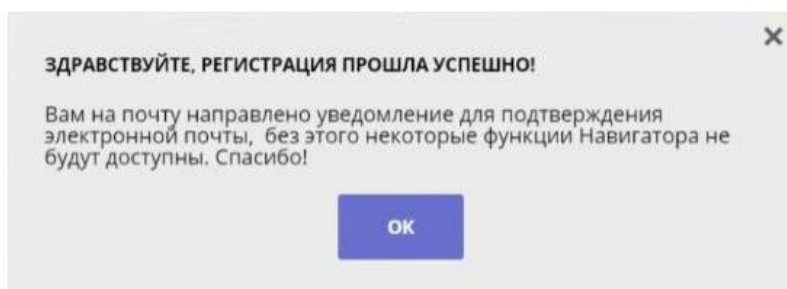 ЗДРАВСТВУЙТЕ, РЕГИСТРАЦИЯ ПРОШЛА УСПЕШНО!
Вам на почту направлено уведомление для подтверждения
электронной почты, без этого некоторые функции Навигатора не
будут доступны. Спасибо!
ОК